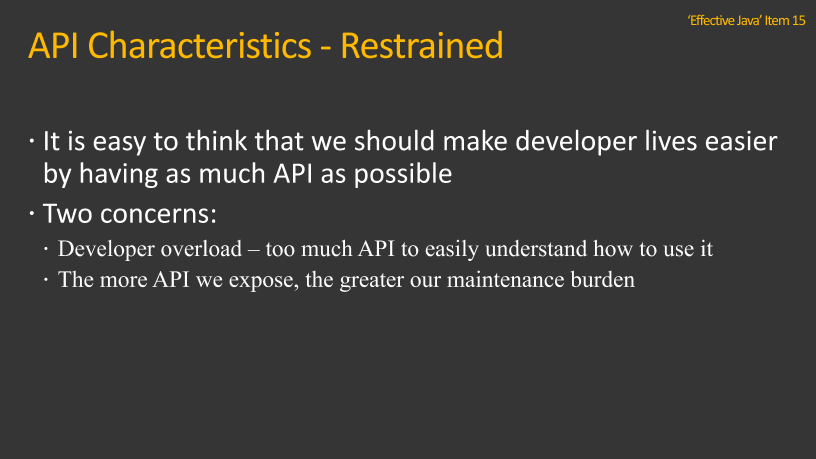 ‘Effective Java’ Item 15
API Characteristics - Restrained
· It is easy to think that we should make developer lives easier
by having as much API as possible
· Two concerns:
· Developer overload – too much API to easily understand how to use it
· The more API we expose, the greater our maintenance burden